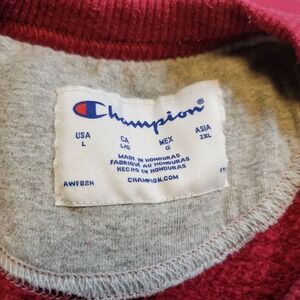 Champion®
USA CA MEX ASIA
L L/G G 2XL
MADE IN HONDURAS
FABRIQUÉ AU HONDURAS
HECHO EN HONDURAS
AWFB2H
CHAMPION.COM